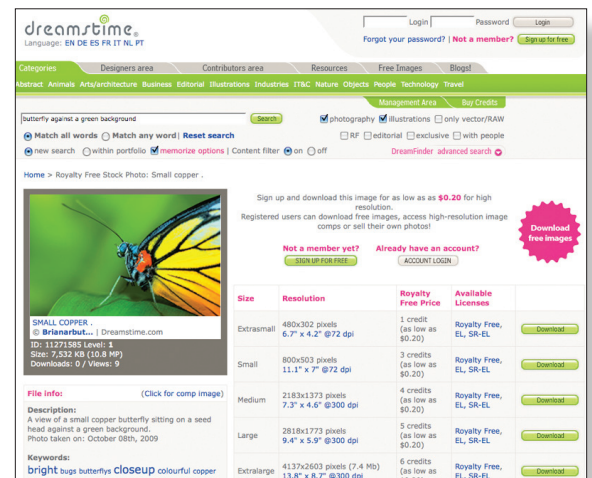 dreamstime®
Login Password Login
Language: EN DE ES FR IT NL PT
Forgot your password? | Not a member? Sign up for free
Categories Designers area Contributors area Resources Free Images Blogs!
Abstract Animals Arts/architecture Business Editorial Illustrations Industries IT&C Nature Objects People Technology Travel
Management Area Buy Credits
butterfly against a green background Search photography illustrations only vector/RAW
Match all words Match any word | Reset search RF editorial exclusive with people
new search within portfolio memorize options | Content filter on off DreamFinder advanced search
Home > Royalty Free Stock Photo: Small copper .
Sign up and download this image for as low as as $0.20 for high
resolution.
Registered users can download free images, access high-resolution image
comps or sell their own photos!
Download
free images
Not a member yet? Already have an account?
SIGN UP FOR FREE ACCOUNT LOGIN
SMALL COPPER .
© Brianarbut... | Dreamstime.com
ID: 11271585 Level: 1
Size: 7,532 KB (10.8 MP)
Downloads: 0 / Views: 9
File info: (Click for comp image)
Description:
A view of a small copper butterfly sitting on a seed
head against a green background.
Photo taken on: October 08th, 2009
Keywords:
bright bugs butterflys closeup colourful copper
Size Resolution Royalty Free Price Available Licenses
Extrasmall 480x302 pixels 6.7" x 4.2" @72 dpi 1 credit (as low as $0.20) Royalty Free, EL, SR-EL Download
Small 800x503 pixels 11.1" x 7" @72 dpi 3 credits (as low as $0.20) Royalty Free, EL, SR-EL Download
Medium 2183x1373 pixels 7.3" x 4.6" @300 dpi 4 credits (as low as $0.20) Royalty Free, EL, SR-EL Download
Large 2818x1773 pixels 9.4" x 5.9" @300 dpi 5 credits (as low as $0.20) Royalty Free, EL, SR-EL Download
Extralarge 4137x2603 pixels (7.4 Mb) 13.8" x 8.7" @300 dpi 6 credits (as low as Royalty Free, EL, SR-EL Download